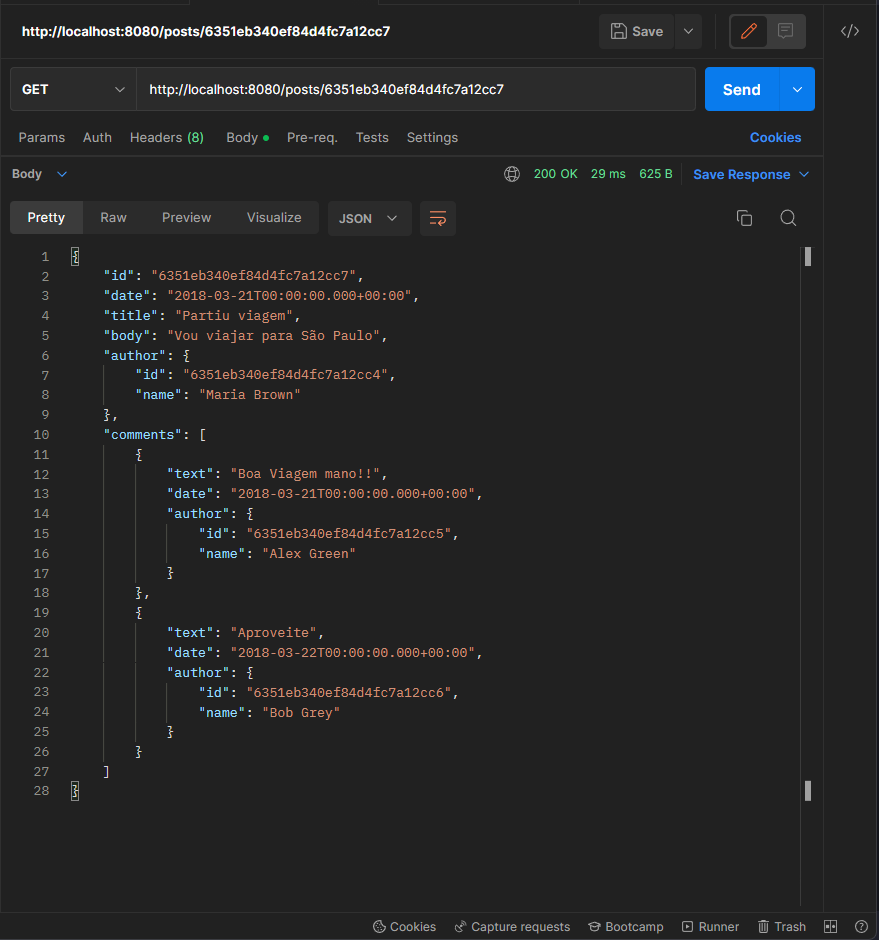 http://localhost:8080/posts/6351eb340ef84d4fc7a12cc7
Save
GET http://localhost:8080/posts/6351eb340ef84d4fc7a12cc7 Send
Params Auth Headers (8) Body Pre-req. Tests Settings Cookies
Body 200 OK 29 ms 625 B Save Response
Pretty Raw Preview Visualize JSON
1 {
2 "id": "6351eb340ef84d4fc7a12cc7",
3 "date": "2018-03-21T00:00:00.000+00:00",
4 "title": "Partiu viagem",
5 "body": "Vou viajar para São Paulo",
6 "author": {
7 "id": "6351eb340ef84d4fc7a12cc4",
8 "name": "Maria Brown"
9 },
10 "comments": [
11 {
12 "text": "Boa Viagem mano!!",
13 "date": "2018-03-21T00:00:00.000+00:00",
14 "author": {
15 "id": "6351eb340ef84d4fc7a12cc5",
16 "name": "Alex Green"
17 }
18 },
19 {
20 "text": "Aproveite",
21 "date": "2018-03-22T00:00:00.000+00:00",
22 "author": {
23 "id": "6351eb340ef84d4fc7a12cc6",
24 "name": "Bob Grey"
25 }
26 }
27 ]
28 }
Cookies Capture requests Bootcamp Runner Trash